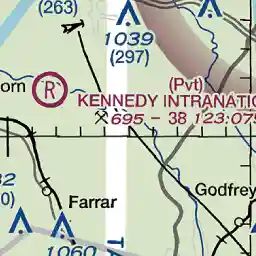 (263)
1039
(297)
(Pvt)
orn
R
KENNEDY INTRANATIO
695 - 38 123.075
Godfrey
Farrar
1060